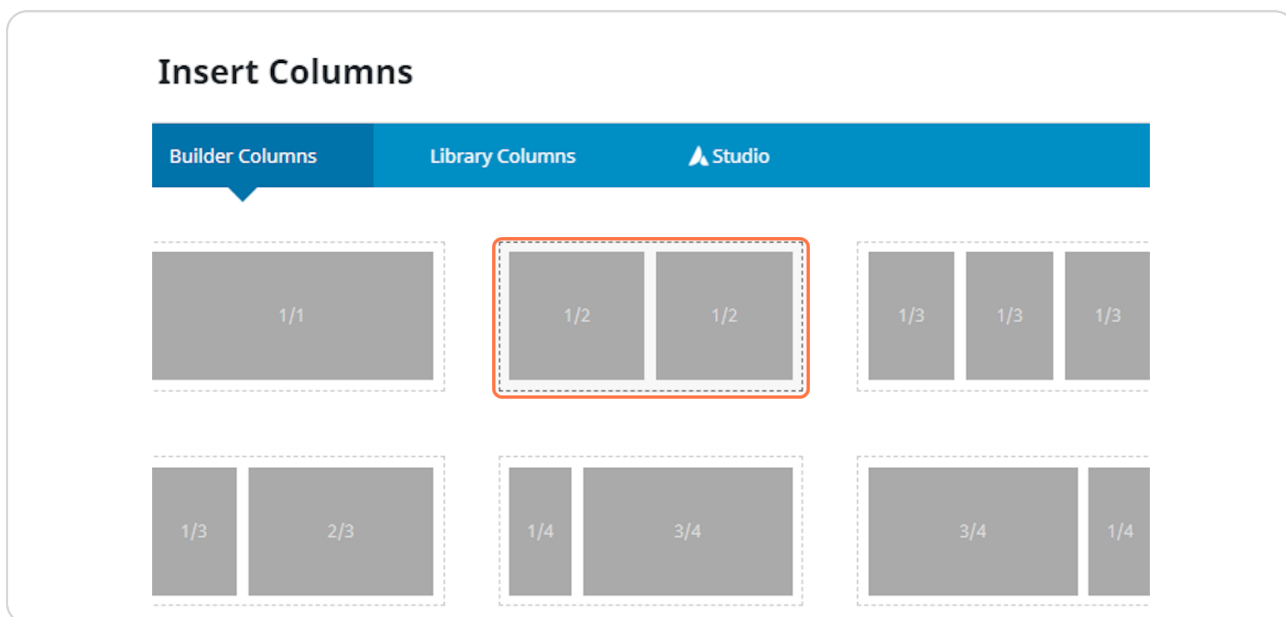 Insert Columns
Builder Columns Library Columns Studio
1/1 1/2 1/2 1/3 1/3 1/3
1/3 2/3 1/4 3/4 3/4 1/4